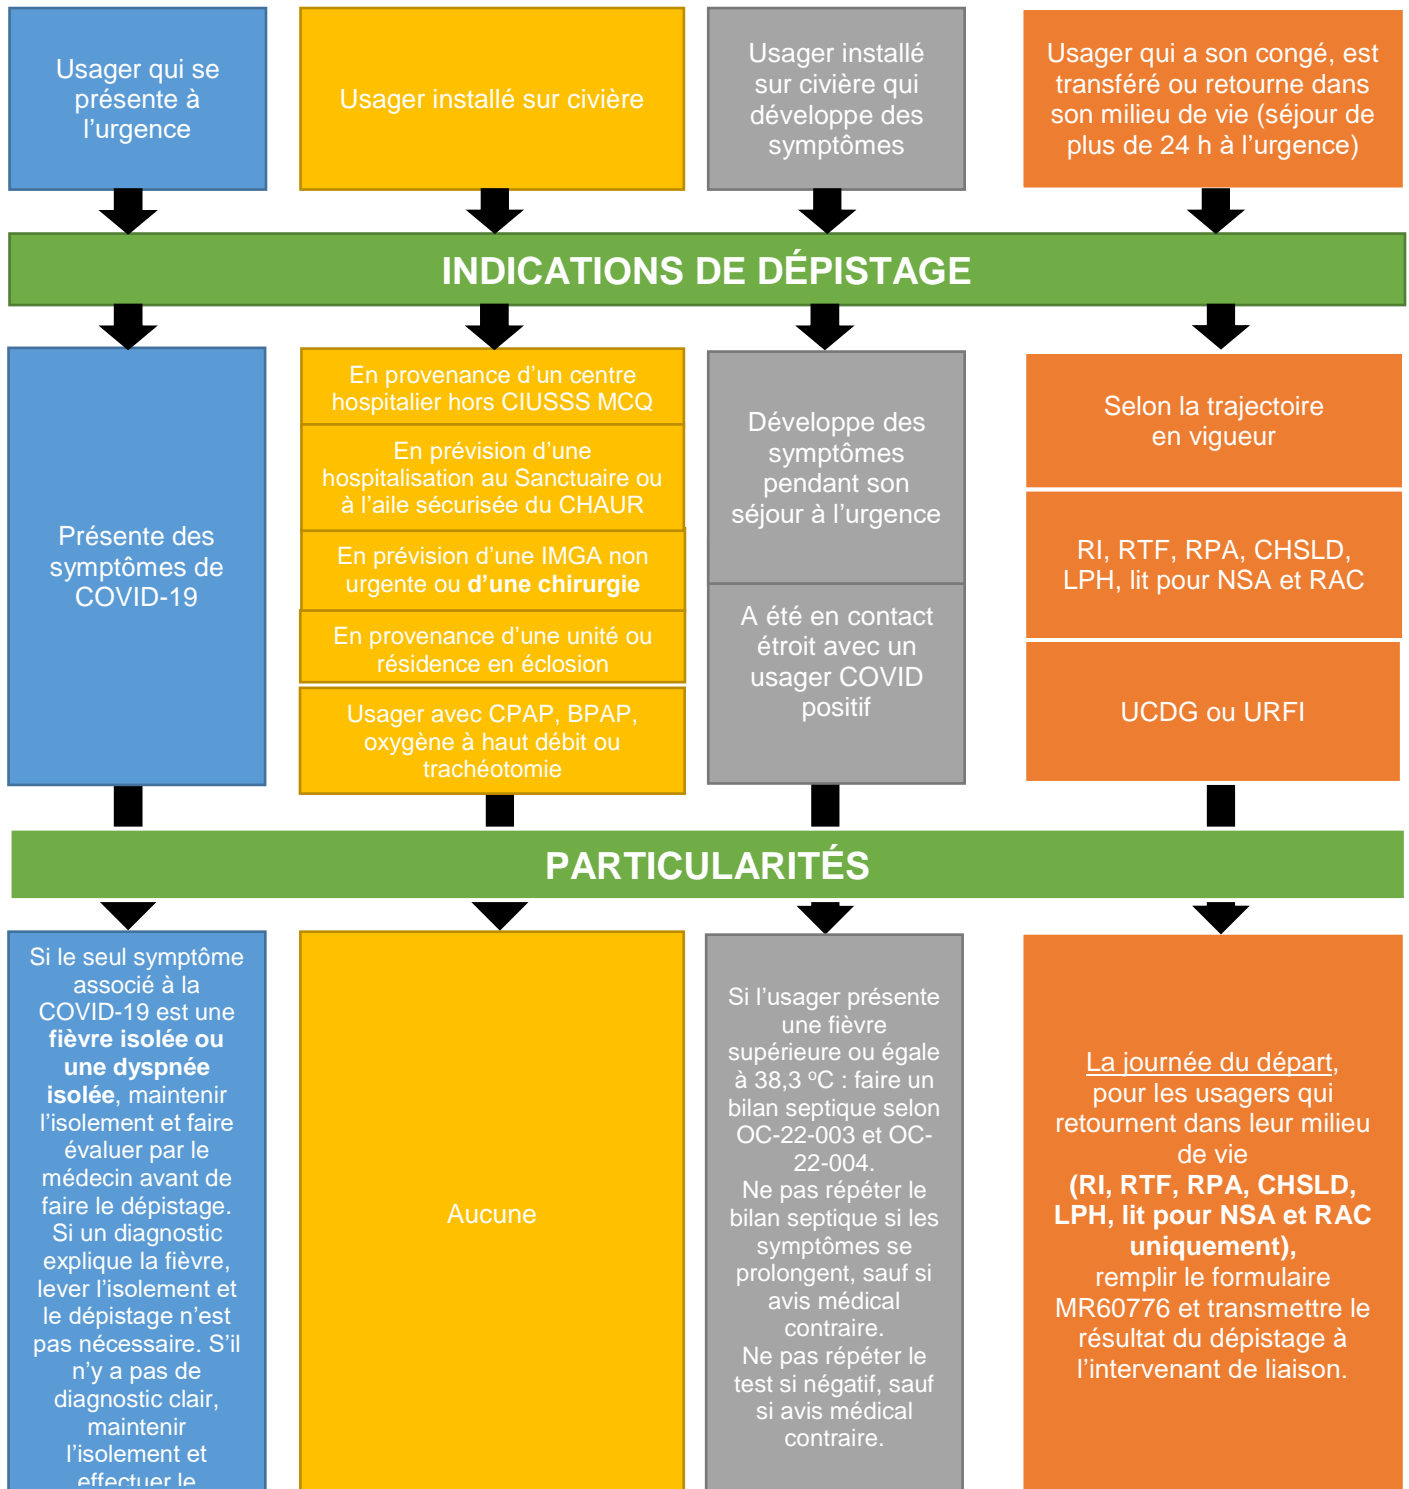 Usager qui se
présente à
l’urgence
Usager installé sur civière
Usager installé
sur civière qui
développe des
symptômes
Usager qui a son congé, est
transféré ou retourne dans
son milieu de vie (séjour de
plus de 24 h à l’urgence)
INDICATIONS DE DÉPISTAGE
Présente des
symptômes de
COVID-19
En provenance d’un centre
hospitalier hors CIUSSS MCQ
En prévision d’une
hospitalisation au Sanctuaire ou
à l’aile sécurisée du CHAUR
En prévision d’une IMGA non
urgente ou d’une chirurgie
En provenance d’une unité ou
résidence en éclosion
Usager avec CPAP, BPAP,
oxygène à haut débit ou
trachéotomie
Développe des
symptômes
pendant son
séjour à l’urgence
A été en contact
étroit avec un
usager COVID
positif
Selon la trajectoire
en vigueur
RI, RTF, RPA, CHSLD,
LPH, lit pour NSA et RAC
UCDG ou URFI
PARTICULARITÉS
Si le seul symptôme
associé à la
COVID-19 est une
fièvre isolée ou
une dyspnée
isolée, maintenir
l’isolement et faire
évaluer par le
médecin avant de
faire le dépistage.
Si un diagnostic
explique la fièvre,
lever l’isolement et
le dépistage n’est
pas nécessaire. S’il
n’y a pas de
diagnostic clair,
maintenir
l’isolement et
effectuer le
Aucune
Si l’usager présente
une fièvre
supérieure ou égale
à 38,3 ºC : faire un
bilan septique selon
OC-22-003 et OC-
22-004.
Ne pas répéter le
bilan septique si les
symptômes se
prolongent, sauf si
avis médical
contraire.
Ne pas répéter le
test si négatif, sauf
si avis médical
contraire.
La journée du départ,
pour les usagers qui
retournent dans leur milieu
de vie
(RI, RTF, RPA, CHSLD,
LPH, lit pour NSA et RAC
uniquement),
remplir le formulaire
MR60776 et transmettre le
résultat du dépistage à
l’intervenant de liaison.